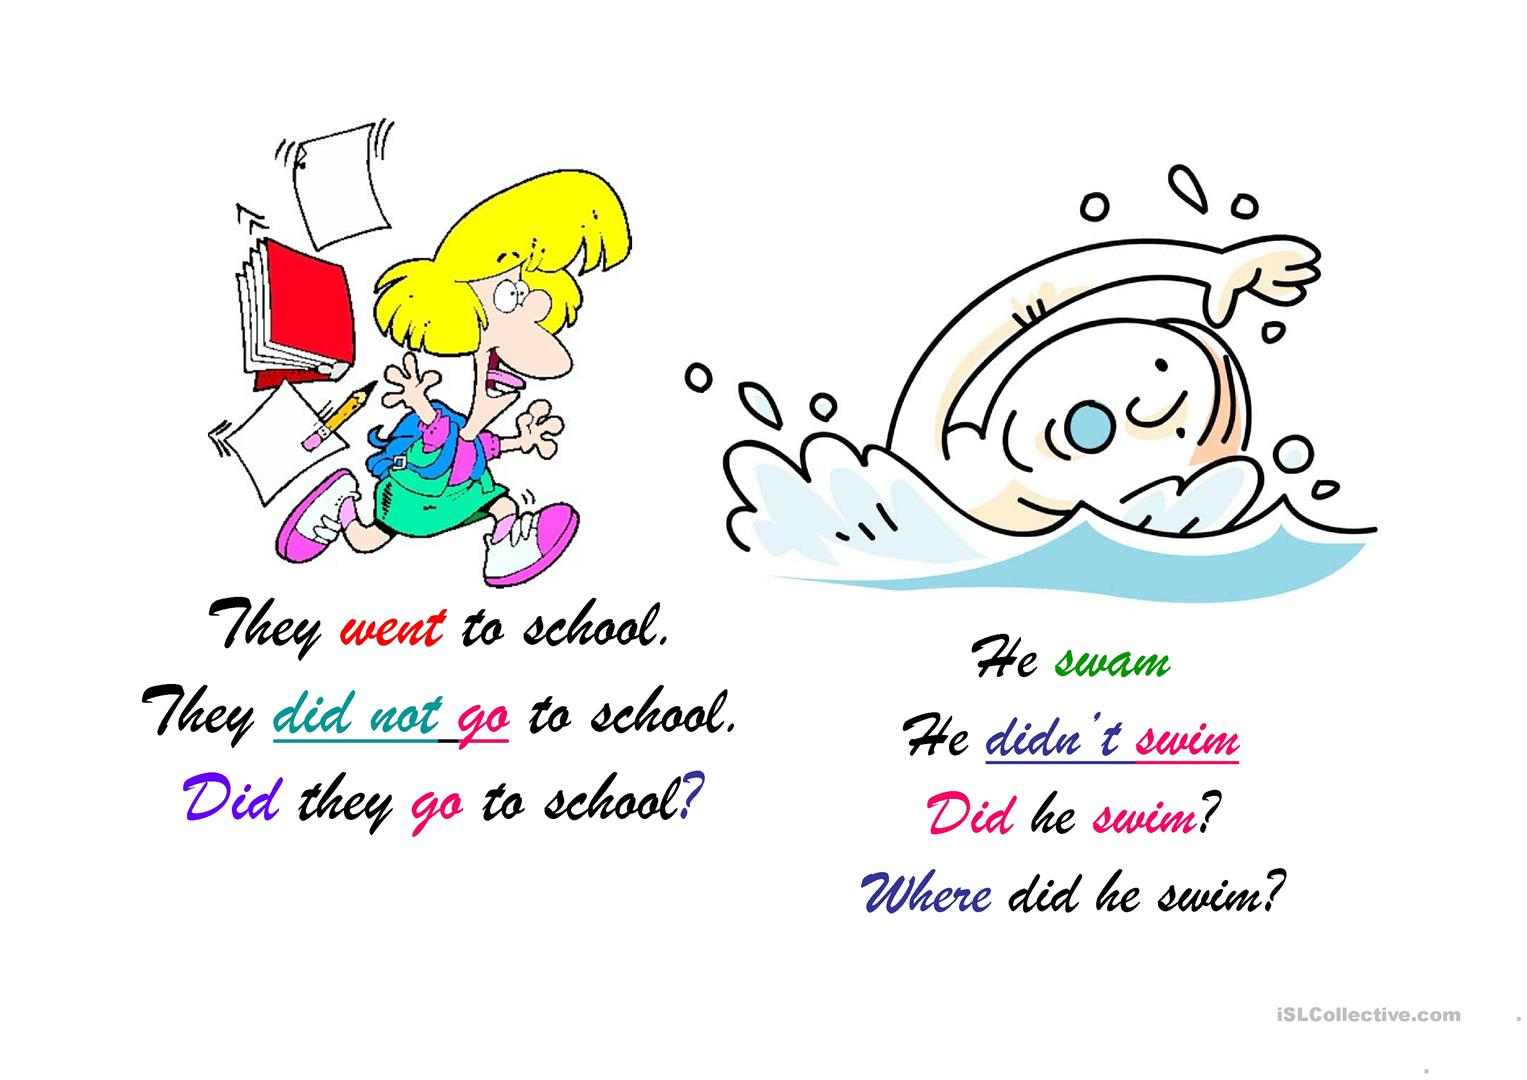 They went to school.
They did not go to school.
Did they go to school?
He swam
He didn't swim
Did he swim?
Where did he swim?
iSLCollective.com